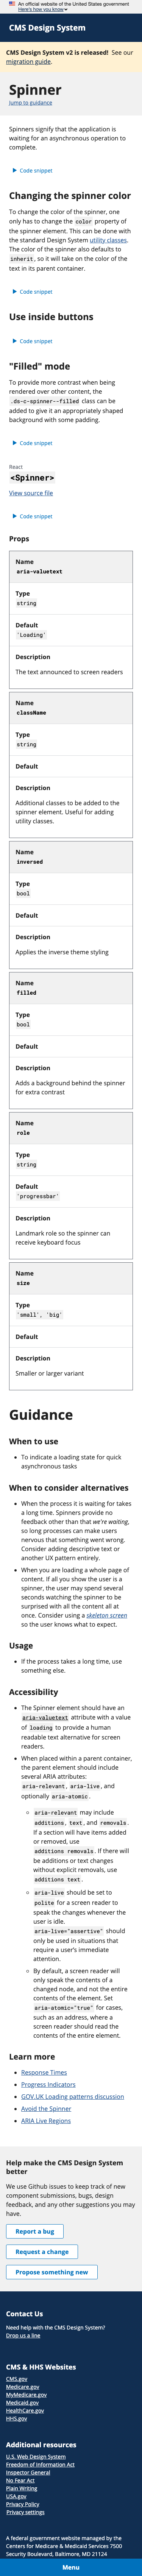 An official website of the United States government
Here's how you know
CMS Design System
CMS Design System v2 is released! See our
migration guide.
Spinner
Jump to guidance
Spinners signify that the application is
waiting for an asynchronous operation to
complete.
Code snippet
Changing the spinner color
To change the color of the spinner, one
only has to change the color property of
the spinner element. This can be done with
the standard Design System utility classes.
The color of the spinner also defaults to
inherit, so it will take on the color of the
text in its parent container.
Code snippet
Use inside buttons
Code snippet
"Filled" mode
To provide more contrast when being
rendered over other content, the
.ds-c-spinner--filled class can be
added to give it an appropriately shaped
background with some padding.
Code snippet
React
<Spinner>
View source file
Code snippet
Props
Name
aria-valuetext
Type
string
Default
'Loading'
Description
The text announced to screen readers
Name
className
Type
string
Default
Description
Additional classes to be added to the
spinner element. Useful for adding
utility classes.
Name
inversed
Type
bool
Default
Description
Applies the inverse theme styling
Name
filled
Type
bool
Default
Description
Adds a background behind the spinner
for extra contrast
Name
role
Type
string
Default
'progressbar'
Description
Landmark role so the spinner can
receive keyboard focus
Name
size
Type
'small', 'big'
Default
Description
Smaller or larger variant
Guidance
When to use
To indicate a loading state for quick
asynchronous tasks
When to consider alternatives
When the process it's waiting for takes
a long time. Spinners provide no
feedback other than that we're waiting,
so long processes can make users
nervous that something went wrong.
Consider adding descriptive text or
another UX pattern entirely.
When you are loading a whole page of
content. If all you show the user is a
spinner, the user may spend several
seconds watching the spinner to be
surprised with all the content all at
once. Consider using a skeleton screen
so the user knows what to expect.
Usage
If the process takes a long time, use
something else.
Accessibility
The Spinner element should have an
aria-valuetext attribute with a value
of loading to provide a human
readable text alternative for screen
readers.
When placed within a parent container,
the parent element should include
several ARIA attributes:
aria-relevant, aria-live, and
optionally aria-atomic.
aria-relevant may include
additions, text, and removals.
If a section will have items added
or removed, use
additions removals. If there will
be additions or text changes
without explicit removals, use
additions text.
aria-live should be set to
polite for a screen reader to
speak the changes whenever the
user is idle.
aria-live="assertive" should
only be used in situations that
require a user's immediate
attention.
By default, a screen reader will
only speak the contents of a
changed node, and not the entire
contents of the element. Set
aria-atomic="true" for cases,
such as an address, where a
screen reader should read the
contents of the entire element.
Learn more
Response Times
Progress Indicators
GOV.UK Loading patterns discussion
Avoid the Spinner
ARIA Live Regions
Help make the CMS Design System
better
We use Github issues to keep track of new
component submissions, bugs, design
feedback, and any other suggestions you may
have.
Report a bug
Request a change
Propose something new
Contact Us
Need help with the CMS Design System?
Drop us a line
CMS & HHS Websites
CMS.gov
Medicare.gov
MyMedicare.gov
Medicaid.gov
HealthCare.gov
HHS.gov
Additional resources
U.S. Web Design System
Freedom of Information Act
Inspector General
No Fear Act
Plain Writing
USA.gov
Privacy Policy
Privacy settings
A federal government website managed by the
Centers for Medicare & Medicaid Services 7500
Security Boulevard, Baltimore, MD 21124
Menu